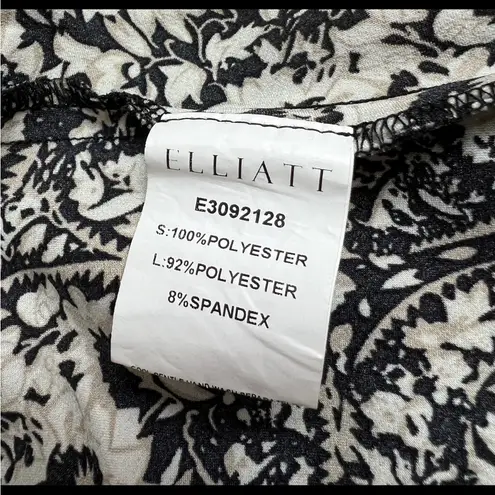 ELLIATT
E3092128
S:100%POLYESTER
L:92%POLYESTER
8%SPANDEX